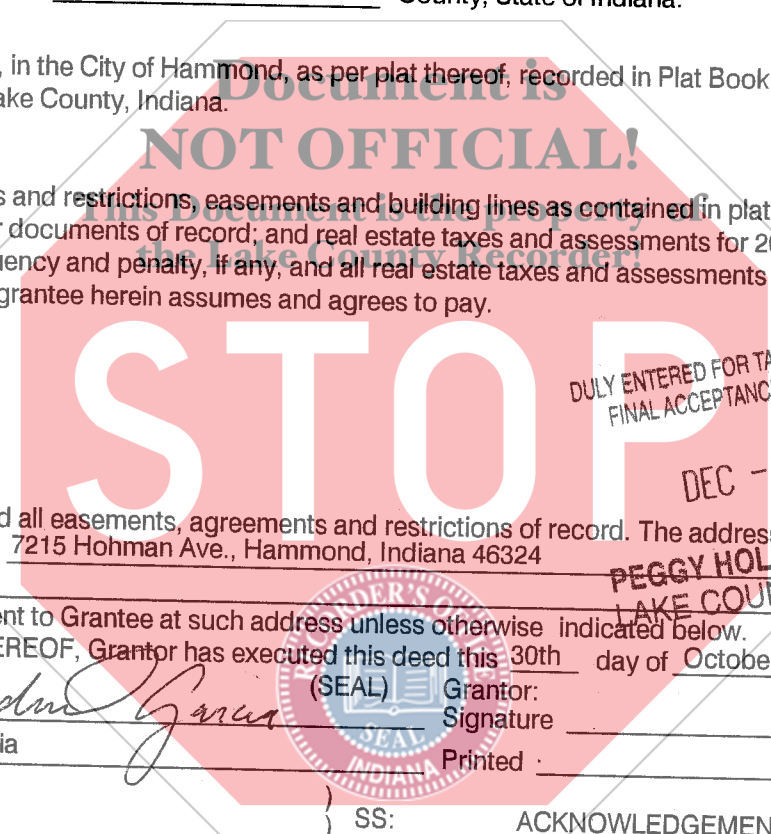 County, State of Indiana.
, in the City of Hammond, as per plat thereof, recorded in Plat Book
ake County, Indiana.
Document is
NOT OFFICIAL!
This Document is the property of
the Lake County Recorder!
s and restrictions, easements and building lines as contained in plat
r documents of record; and real estate taxes and assessments for 20
uency and penalty, if any, and all real estate taxes and assessments
grantee herein assumes and agrees to pay.
STOP
DULY ENTERED FOR TA
FINAL ACCEPTANC
DEC -
d all easements, agreements and restrictions of record. The address
7215 Hohman Ave., Hammond, Indiana 46324
PEGGY HOL
LAKE COU
ent to Grantee at such address unless otherwise indicated below.
EREOF, Grantor has executed this deed this 30th day of Octobe
(SEAL) Grantor:
Garcia
Signature
ia
Printed
RECORDER'S OFFICE
SEAL
INDIANA
) SS: ACKNOWLEDGEMEN
)